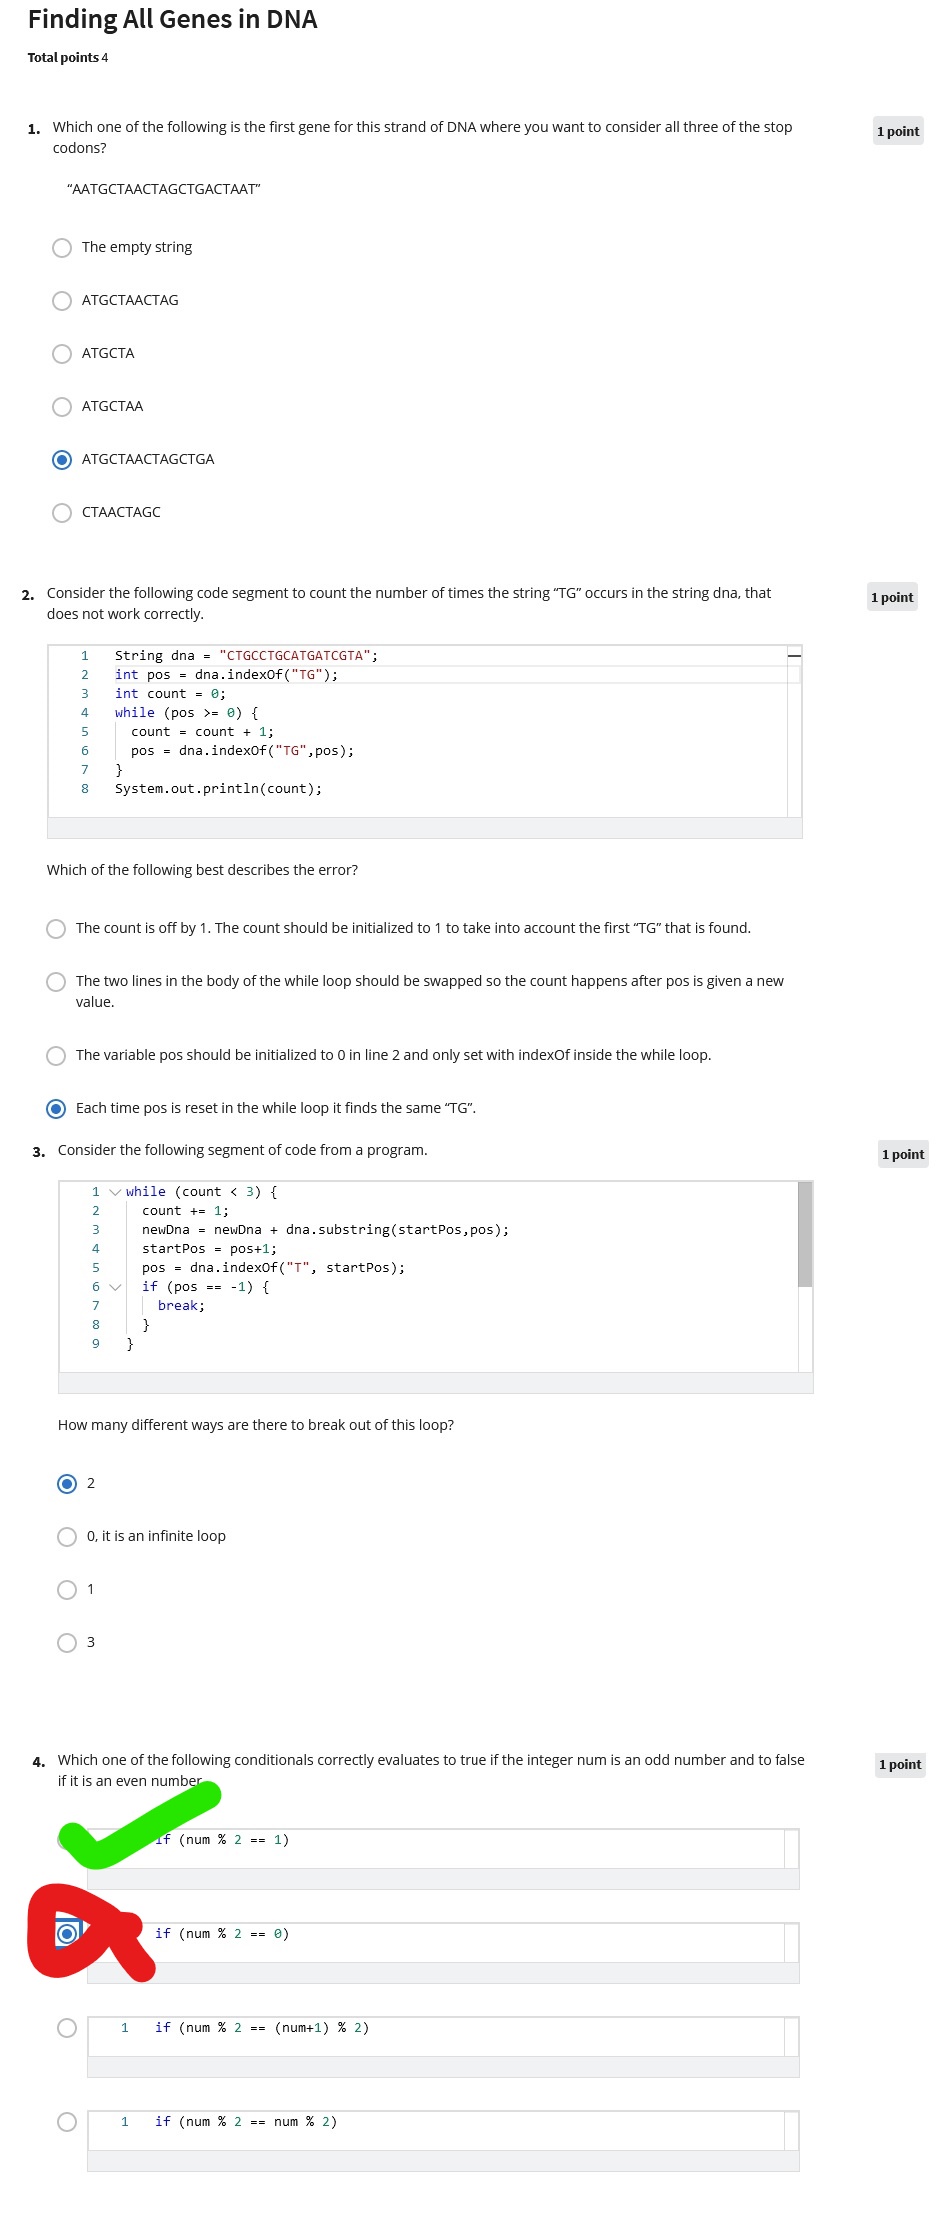 Finding All Genes in DNA
Total points 4
1. Which one of the following is the first gene for this strand of DNA where you want to consider all three of the stop
codons?
1 point
“AATGCTAACTAGCTGACTAAT”
The empty string
ATGCTAACTAG
ATGCTA
ATGCTAA
ATGCTAACTAGCTGA
CTAACTAGC
2. Consider the following code segment to count the number of times the string “TG” occurs in the string dna, that
does not work correctly.
1 point
1 String dna = "CTGCCTGCATGATCGTA";
2 int pos = dna.indexOf("TG");
3 int count = 0;
4 while (pos >= 0) {
5 count = count + 1;
6 pos = dna.indexOf("TG",pos);
7 }
8 System.out.println(count);
Which of the following best describes the error?
The count is off by 1. The count should be initialized to 1 to take into account the first “TG” that is found.
The two lines in the body of the while loop should be swapped so the count happens after pos is given a new
value.
The variable pos should be initialized to 0 in line 2 and only set with indexOf inside the while loop.
Each time pos is reset in the while loop it finds the same “TG”.
3. Consider the following segment of code from a program.
1 point
1 while (count < 3) {
2 count += 1;
3 newDna = newDna + dna.substring(startPos,pos);
4 startPos = pos+1;
5 pos = dna.indexOf("T", startPos);
6 if (pos == -1) {
7 break;
8 }
9 }
How many different ways are there to break out of this loop?
2
0, it is an infinite loop
1
3
4. Which one of the following conditionals correctly evaluates to true if the integer num is an odd number and to false
if it is an even number
1 point
if (num % 2 == 1)
if (num % 2 == 0)
1 if (num % 2 == (num+1) % 2)
1 if (num % 2 == num % 2)